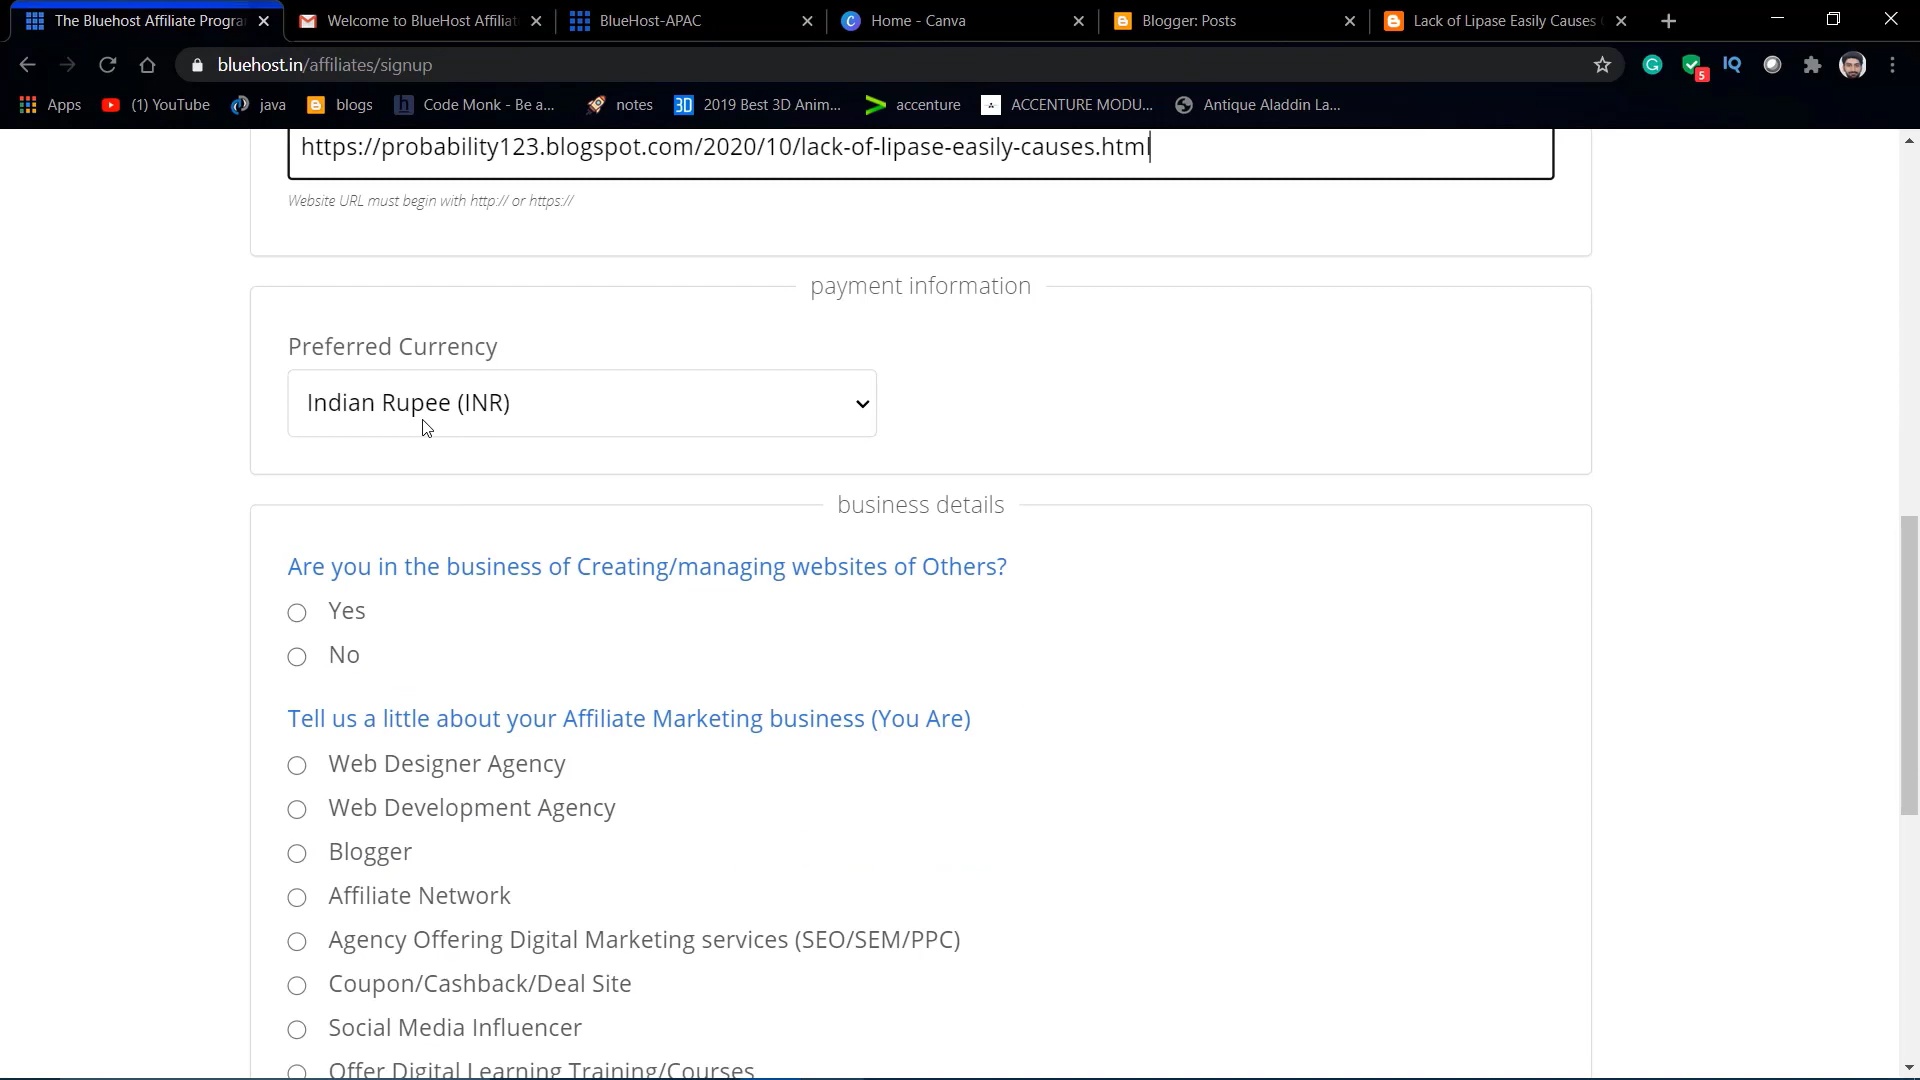 The Bluehost Affiliate Progra
Welcome to BlueHost Affiliat
BlueHost-APAC
Home - Canva
Blogger: Posts
Lack of Lipase Easily Causes
bluehost.in/affiliates/signup
5
IQ
Apps
(1) YouTube
java
blogs
Code Monk - Be a...
notes
3D 2019 Best 3D Anim...
accenture
ACCENTURE MODU...
Antique Aladdin La...
https://probability123.blogspot.com/2020/10/lack-of-lipase-easily-causes.html
Website URL must begin with http:// or https://
payment information
Preferred Currency
Indian Rupee (INR)
business details
Are you in the business of Creating/managing websites of Others?
Yes
No
Tell us a little about your Affiliate Marketing business (You Are)
Web Designer Agency
Web Development Agency
Blogger
Affiliate Network
Agency Offering Digital Marketing services (SEO/SEM/PPC)
Coupon/Cashback/Deal Site
Social Media Influencer
Offer Digital Learning Training/Courses